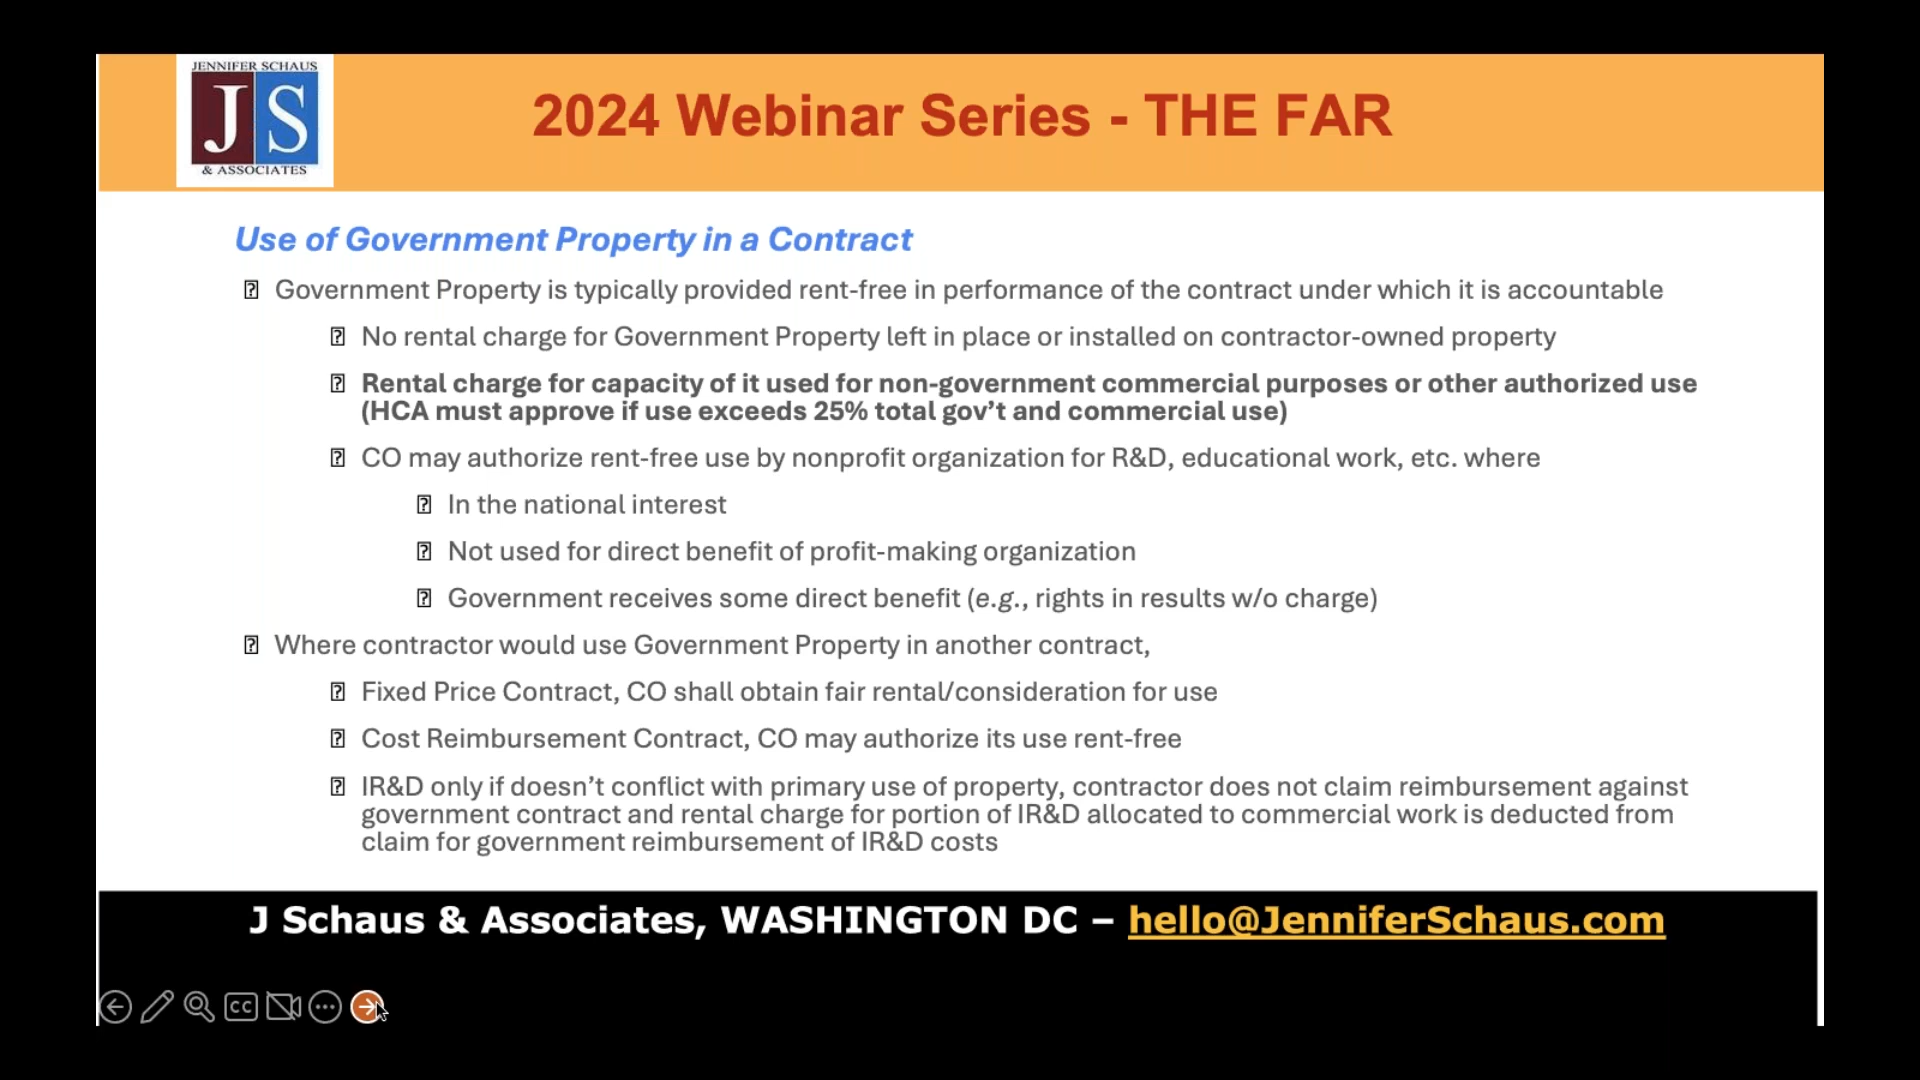 JENNIFER SCHAUS
JS
& ASSOCIATES
2024 Webinar Series - THE FAR
Use of Government Property in a Contract
Government Property is typically provided rent-free in performance of the contract under which it is accountable
No rental charge for Government Property left in place or installed on contractor-owned property
Rental charge for capacity of it used for non-government commercial purposes or other authorized use
(HCA must approve if use exceeds 25% total gov’t and commercial use)
CO may authorize rent-free use by nonprofit organization for R&D, educational work, etc. where
In the national interest
Not used for direct benefit of profit-making organization
Government receives some direct benefit (e.g., rights in results w/o charge)
Where contractor would use Government Property in another contract,
Fixed Price Contract, CO shall obtain fair rental/consideration for use
Cost Reimbursement Contract, CO may authorize its use rent-free
IR&D only if doesn’t conflict with primary use of property, contractor does not claim reimbursement against
government contract and rental charge for portion of IR&D allocated to commercial work is deducted from
claim for government reimbursement of IR&D costs
J Schaus & Associates, WASHINGTON DC – hello@JenniferSchaus.com
CC